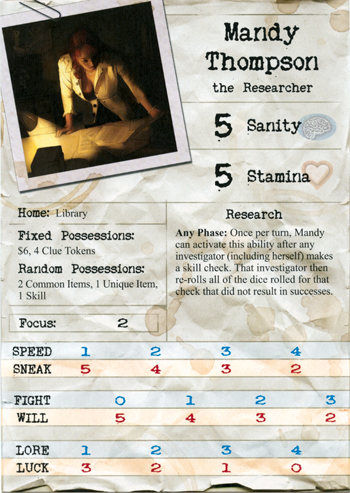 Mandy
Thompson
the Researcher
5 Sanity
5 Stamina
Home: Library
Fixed Possessions:
$6, 4 Clue Tokens
Random Possessions:
2 Common Items, 1 Unique Item,
1 Skill
Research
Any Phase: Once per turn, Mandy
can activate this ability after any
investigator (including herself) makes
a skill check. That investigator then
re-rolls all of the dice rolled for that
check that did not result in successes.
Focus: 2
SPEED 1 2 3 4
SNEAK 5 4 3 2
FIGHT 0 1 2 3
WILL 5 4 3 2
LORE 1 2 3 4
LUCK 3 2 1 0